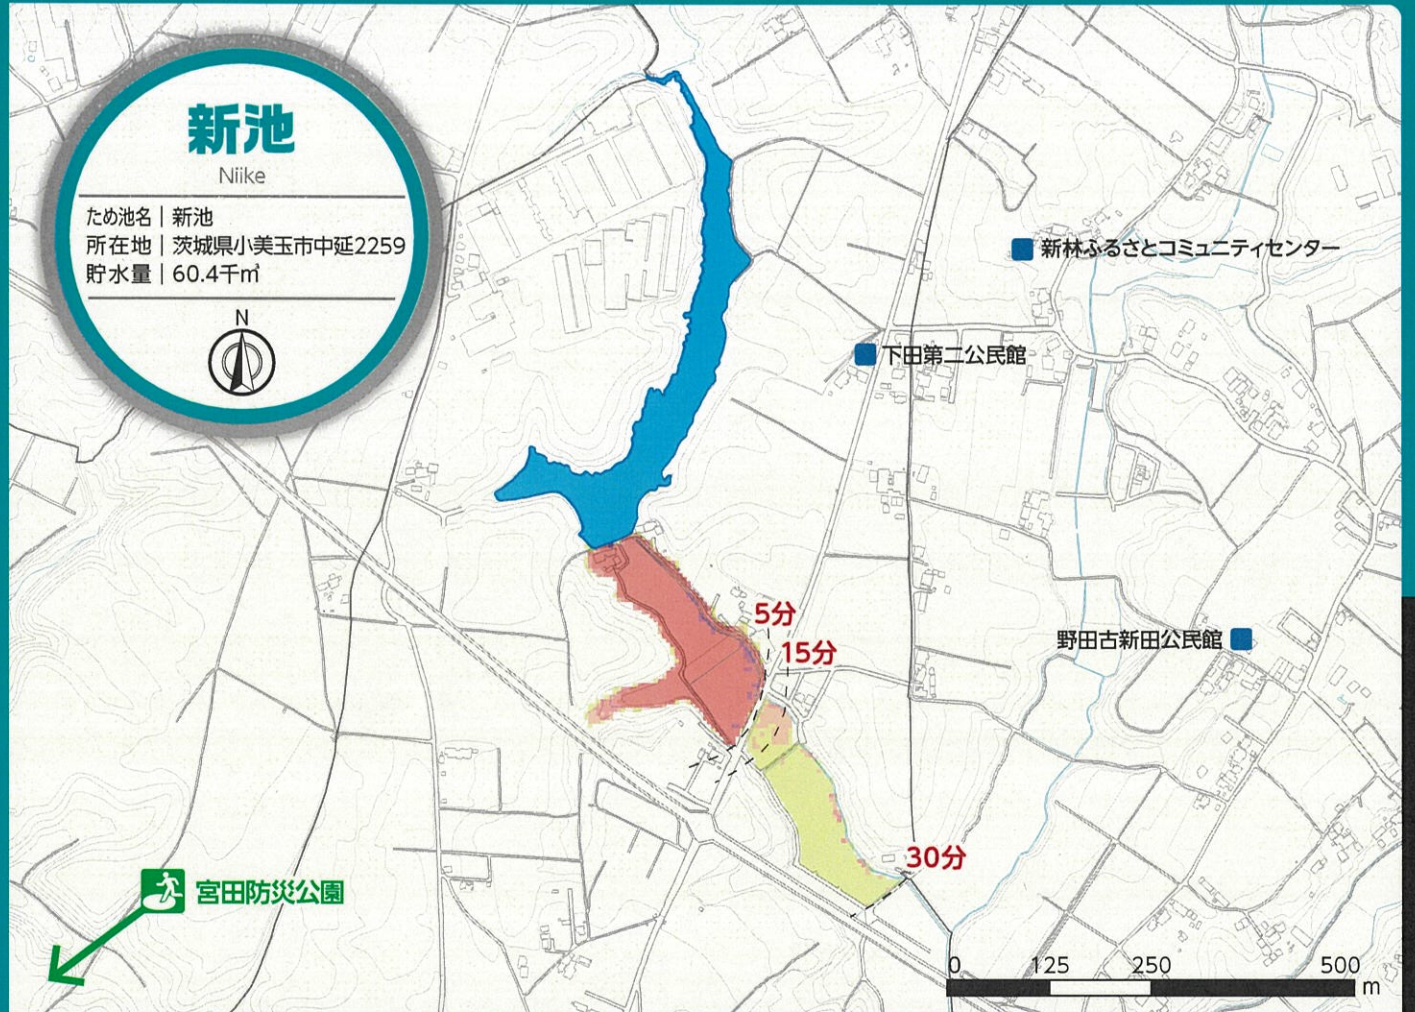 新池
Niike
ため池名｜新池
所在地｜茨城県小美玉市中延2259
貯水量｜60.4千㎥
N
新林ふるさとコミュニティセンター
下田第二公民館
5分
15分
野田古新田公民館
30分
宮田防災公園
0 125 250 500
m